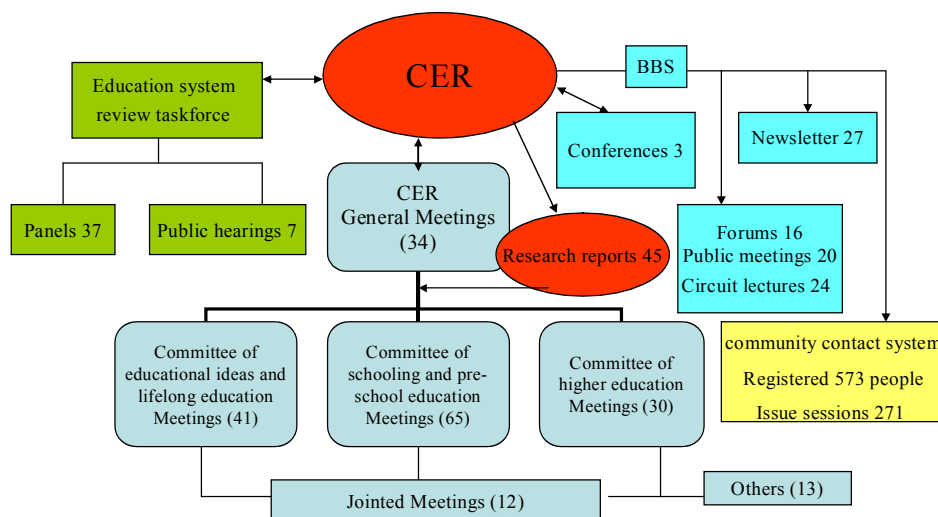 CER
BBS
Education system
review taskforce
Conferences 3
Newsletter 27
CER
General Meetings
(34)
Panels 37
Public hearings 7
Research reports 45
Forums 16
Public meetings 20
Circuit lectures 24
community contact system
Registered 573 people
Issue sessions 271
Committee of
educational ideas and
lifelong education
Meetings (41)
Committee of
schooling and pre-
school education
Meetings (65)
Committee of
higher education
Meetings (30)
Jointed Meetings (12)
Others (13)